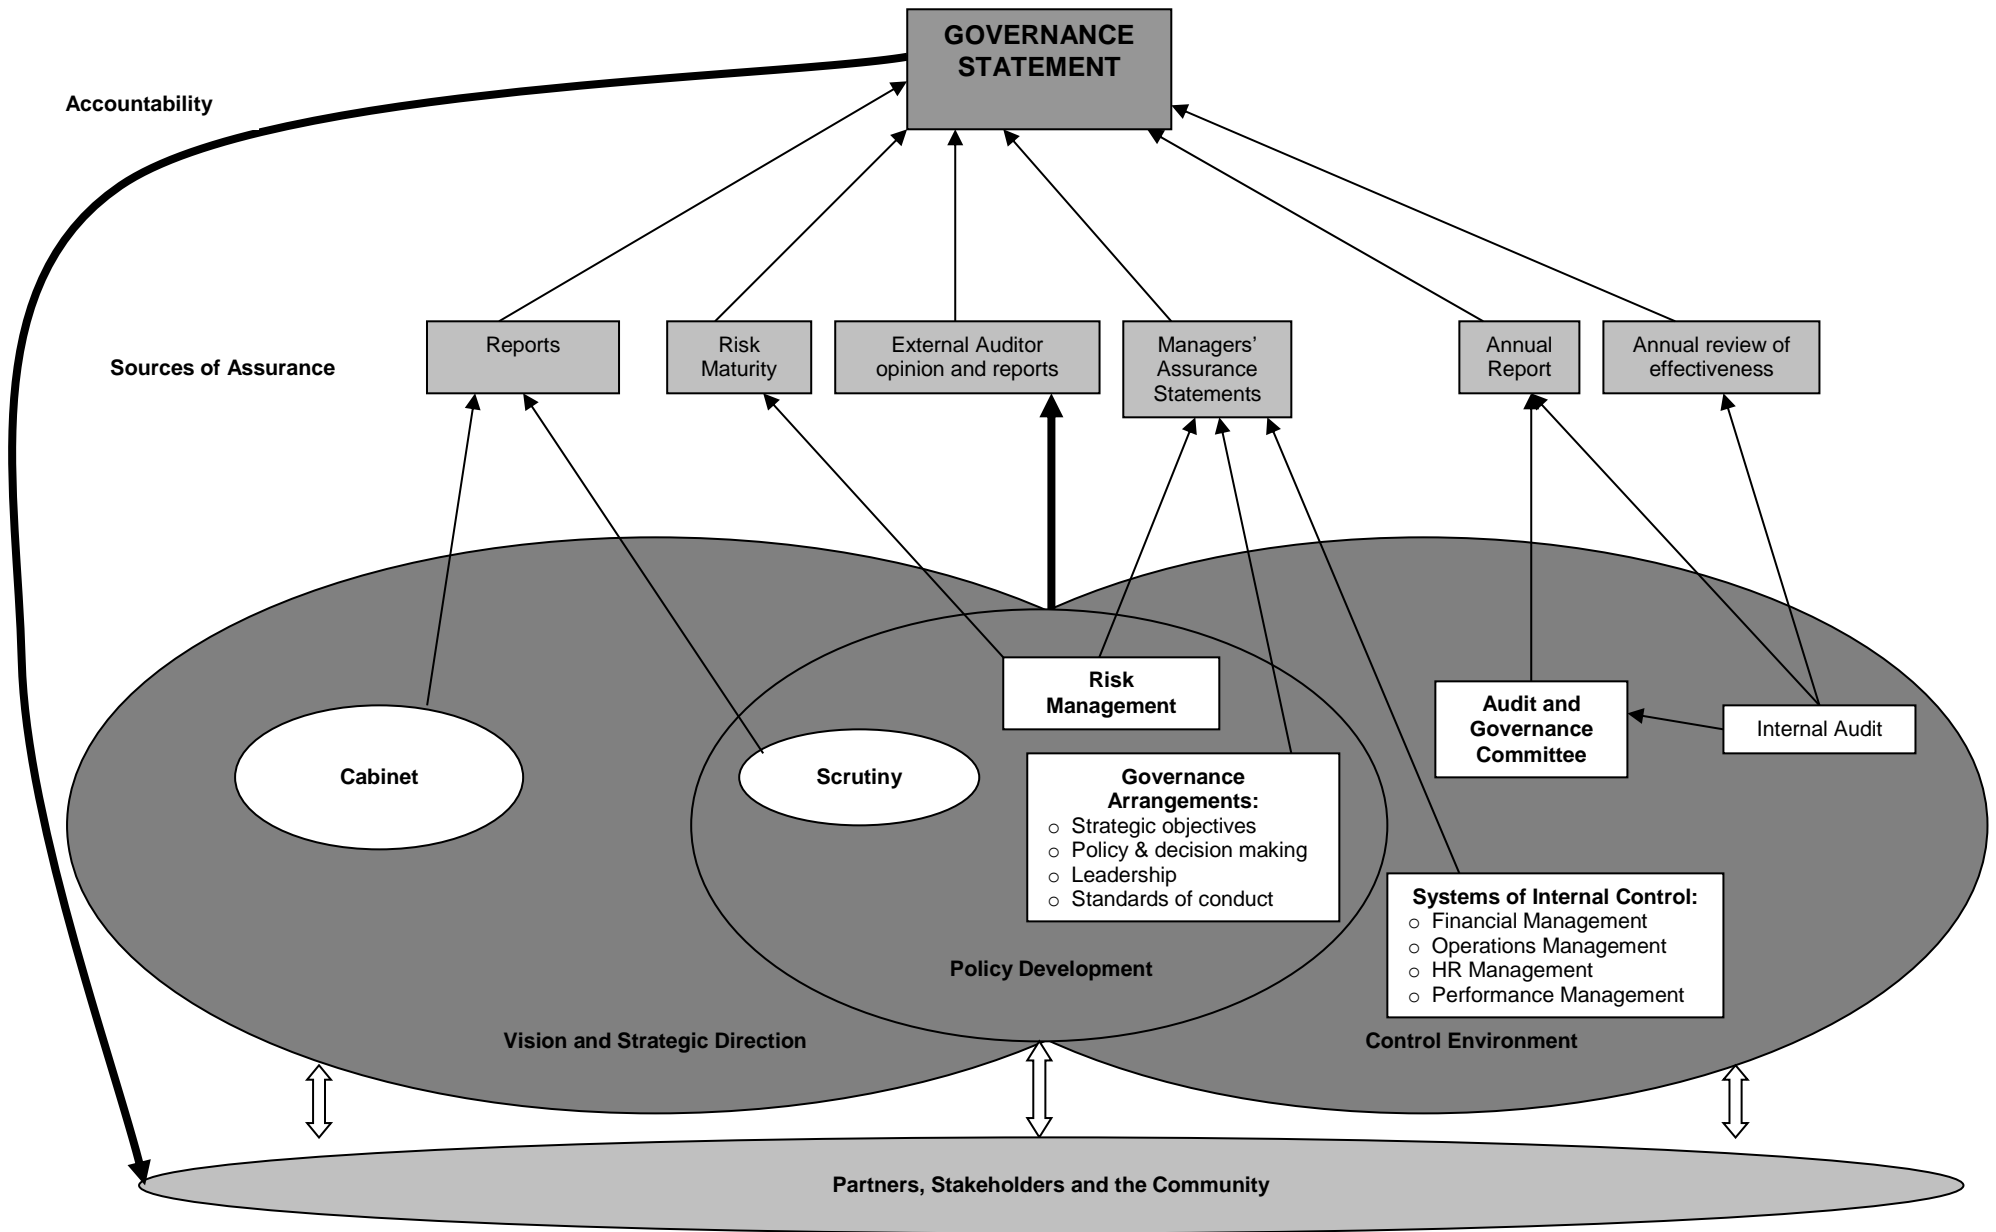 GOVERNANCE
STATEMENT
Accountability
Sources of Assurance
Reports
Risk
Maturity
External Auditor
opinion and reports
Managers’
Assurance
Statements
Annual
Report
Annual review of
effectiveness
Risk
Management
Audit and
Governance
Committee
Internal Audit
Cabinet
Scrutiny
Governance
Arrangements:
○ Strategic objectives
○ Policy & decision making
○ Leadership
○ Standards of conduct
Systems of Internal Control:
○ Financial Management
○ Operations Management
○ HR Management
○ Performance Management
Policy Development
Vision and Strategic Direction
Control Environment
Partners, Stakeholders and the Community